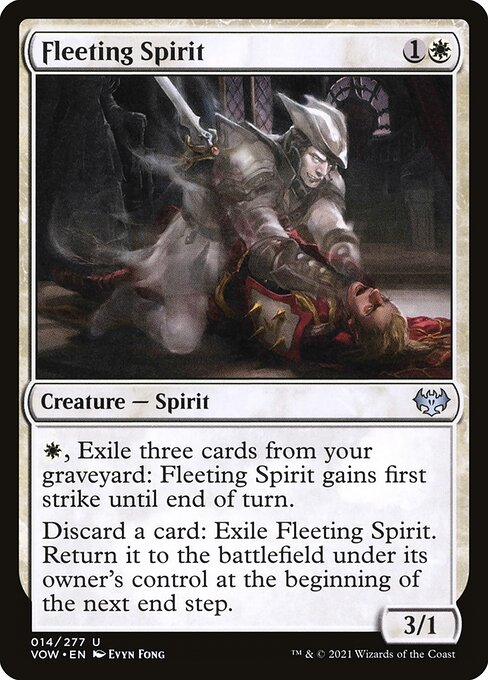 Fleeting Spirit 1
Creature — Spirit
, Exile three cards from your
graveyard: Fleeting Spirit gains first
strike until end of turn.
Discard a card: Exile Fleeting Spirit.
Return it to the battlefield under its
owner's control at the beginning of
the next end step.
3/1
014/277 U
VOW • EN Evyn Fong
™ & © 2021 Wizards of the Coast